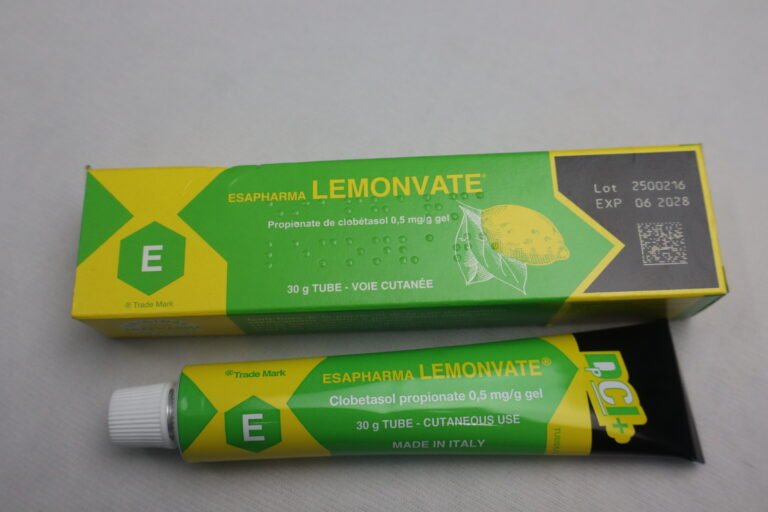 ESAPHARMA LEMONVATE®
Propionate de clobétasol 0,5 mg/g gel
30 g TUBE - VOIE CUTANÉE
E
® Trade Mark
Lot 2500216
EXP 06 2028
®Trade Mark
E
ESAPHARMA LEMONVATE®
Clobetasol propionate 0,5 mg/g gel
30 g TUBE - CUTANEOUS USE
MADE IN ITALY